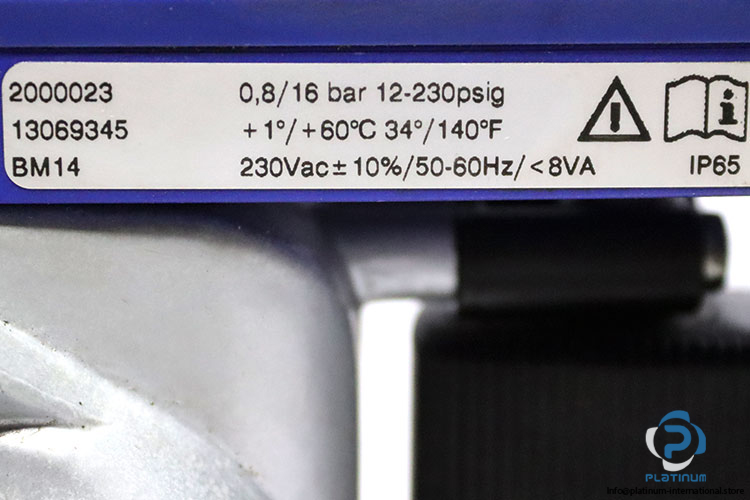 2000023
13069345
BM14
0,8/16 bar 12-230psig
+1°/+60°C 34°/140°F
230Vac±10%/50-60Hz/<8VA
IP65
PLATINUM
info@platinum-international.store